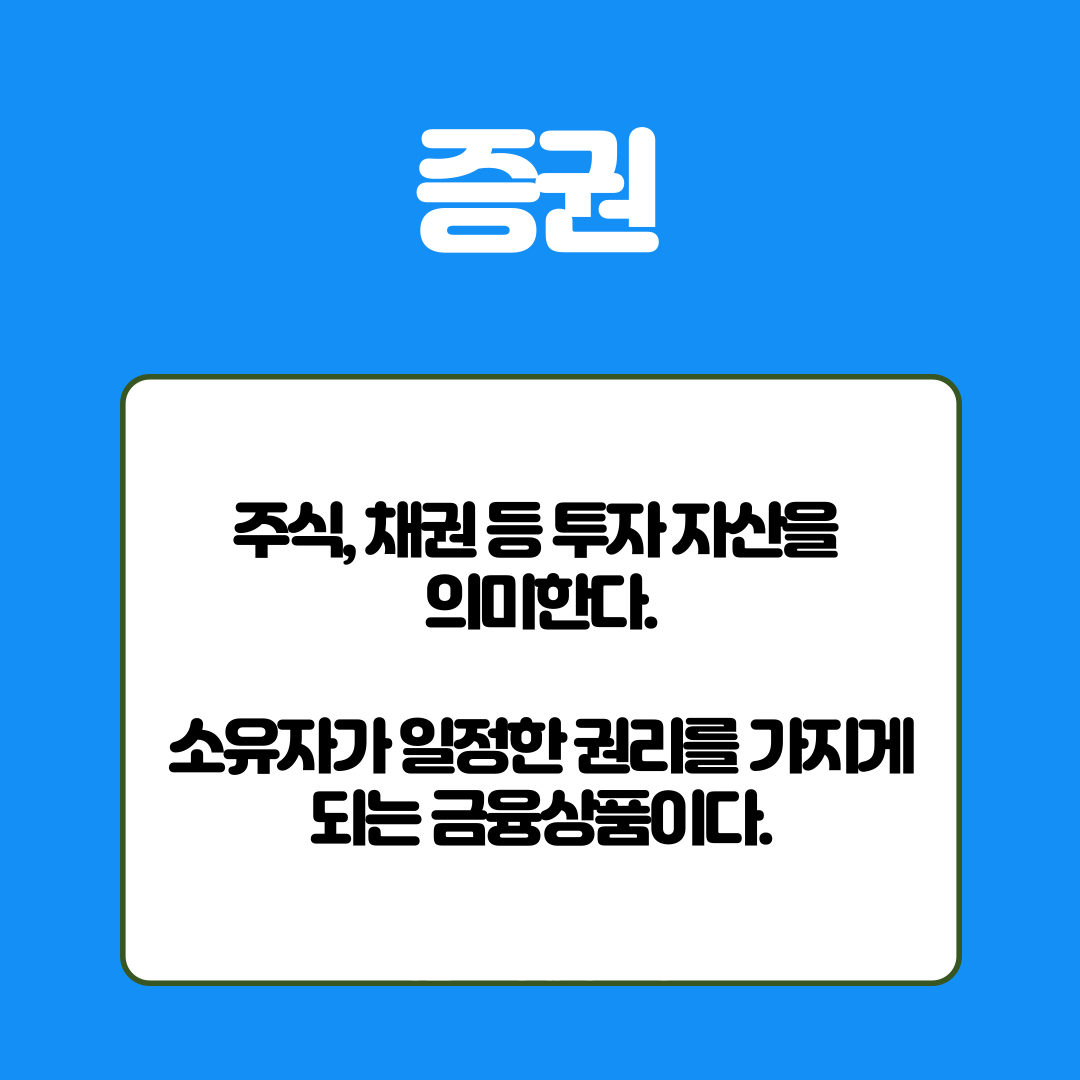 증권
주식, 채권 등 투자 자산을
의미한다.
소유자가 일정한 권리를 가지게
되는 금융상품이다.